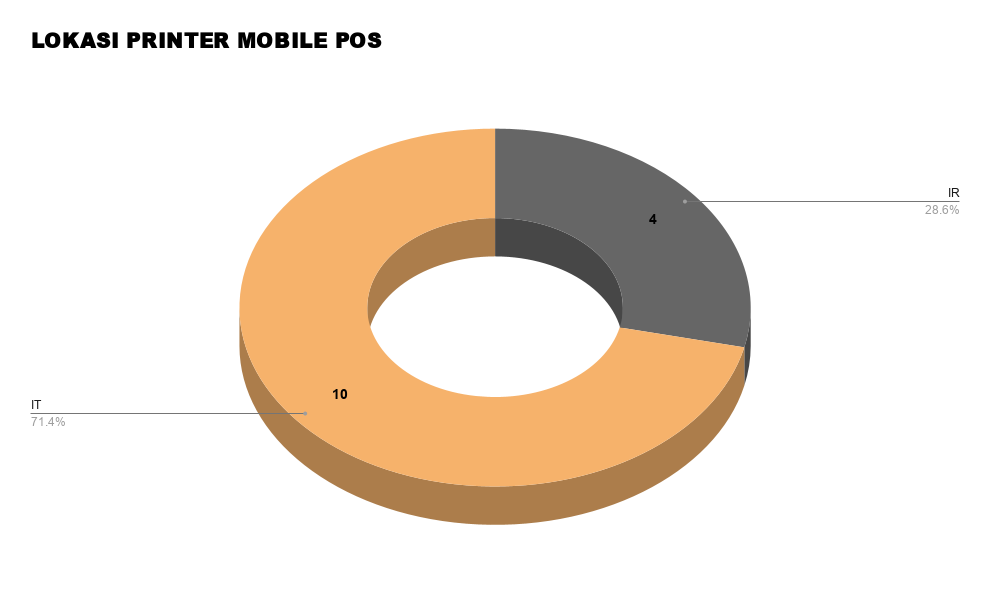 LOKASI PRINTER MOBILE POS
IR
28.6%
4
10
IT
71.4%